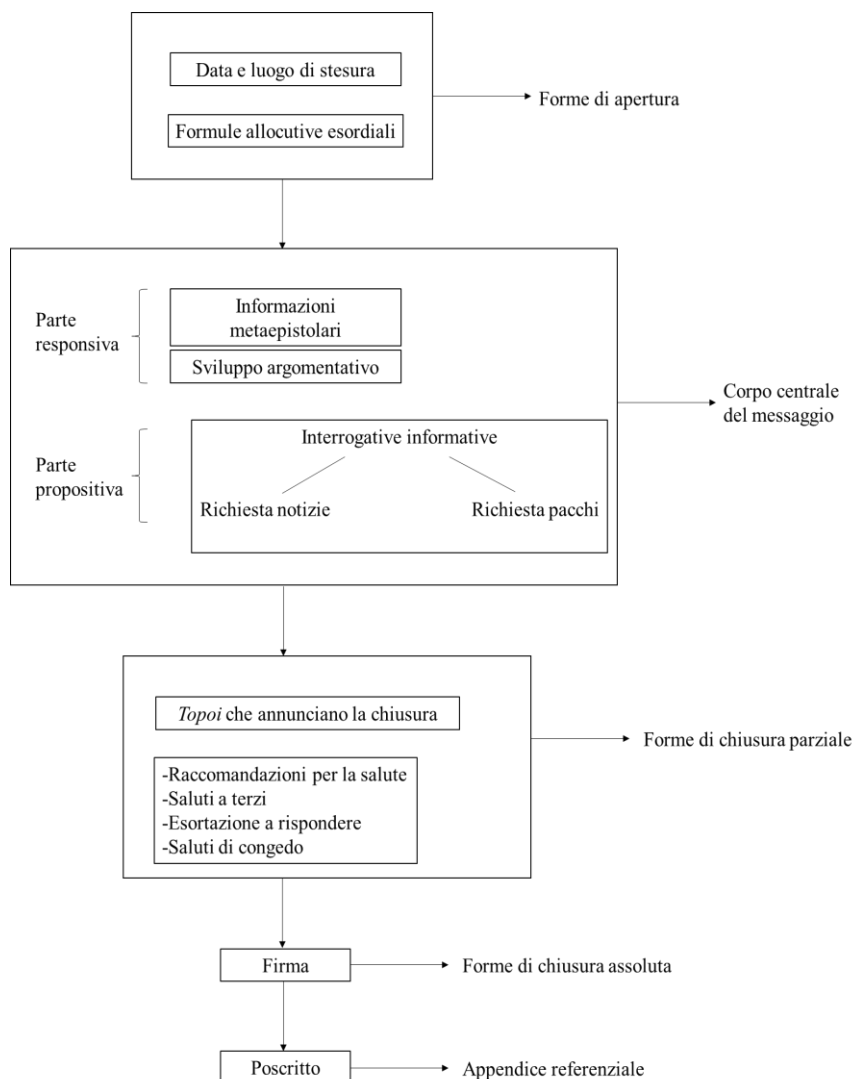 Data e luogo di stesura
Formule allocutive esordiali
Forme di apertura
Parte
responsiva
Informazioni
metaepistolari
Sviluppo argomentativo
Corpo centrale
del messaggio
Parte
propositiva
Interrogative informative
Richiesta notizie
Richiesta pacchi
Topoi che annunciano la chiusura
Forme di chiusura parziale
-Raccomandazioni per la salute
-Saluti a terzi
-Esortazione a rispondere
-Saluti di congedo
Firma
Forme di chiusura assoluta
Poscritto
Appendice referenziale